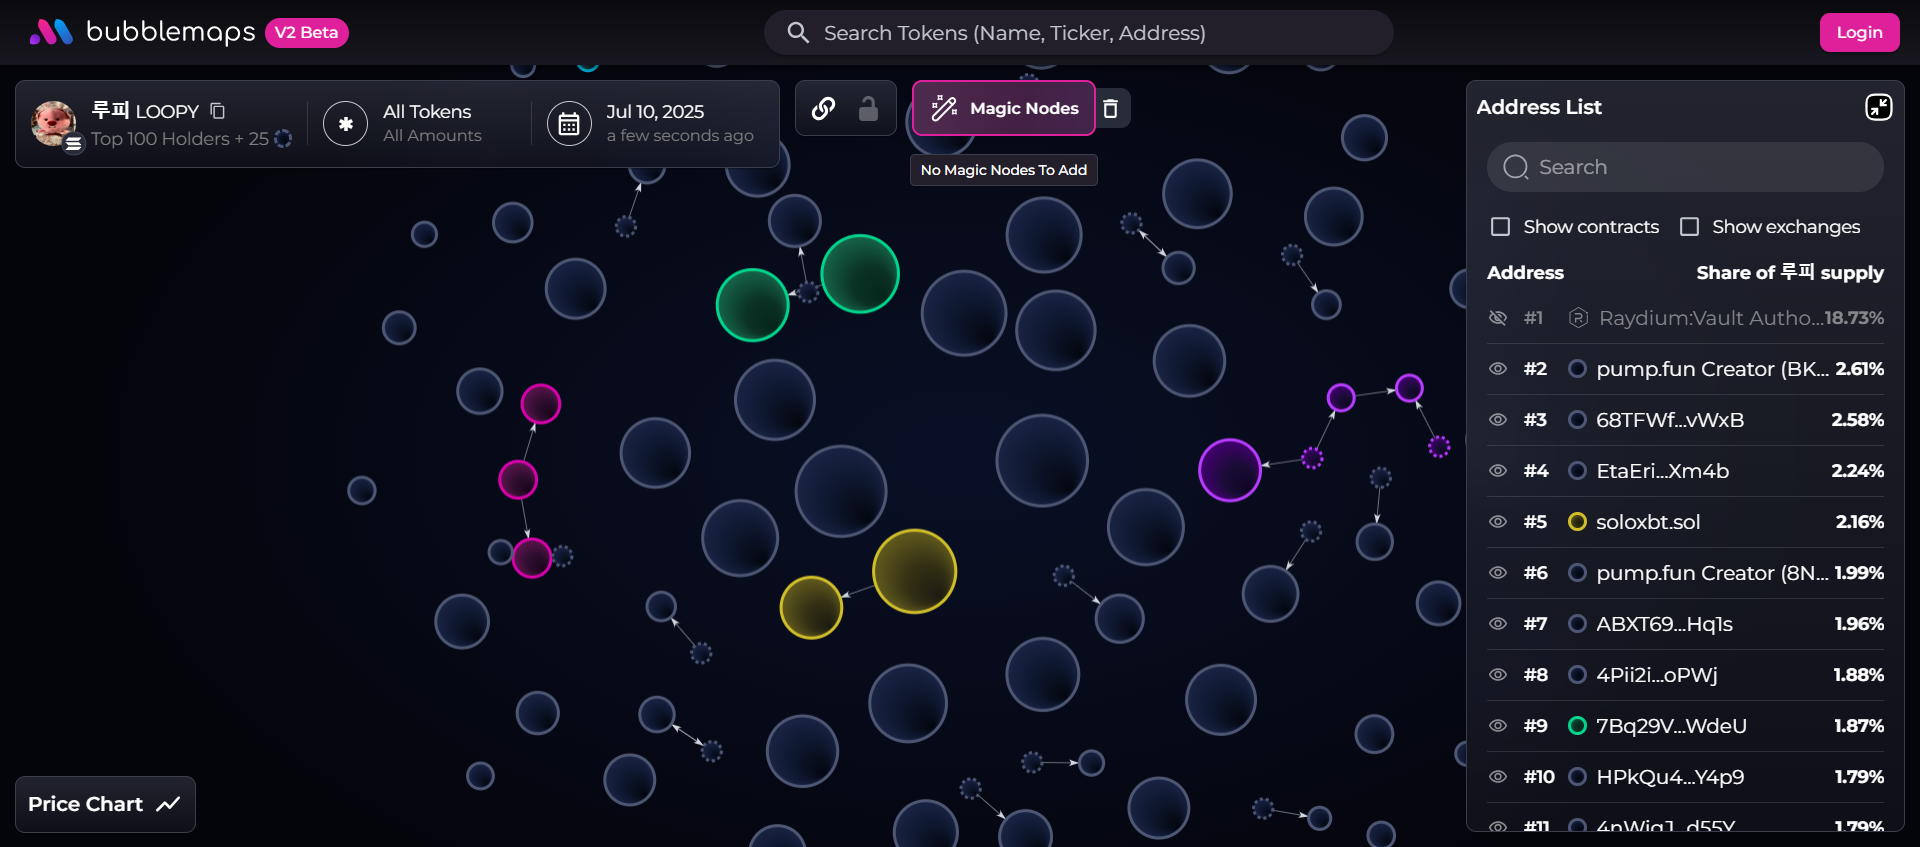 bubblemaps V2 Beta
Search Tokens (Name, Ticker, Address)
Login
루피 LOOPY
Top 100 Holders + 25
All Tokens
All Amounts
Jul 10, 2025
a few seconds ago
Magic Nodes
No Magic Nodes To Add
Address List
Search
Show contracts
Show exchanges
Address Share of 루피 supply
#1 Raydium:Vault Autho... 18.73%
#2 pump.fun Creator (BK... 2.61%
#3 68TFWf...vWxB 2.58%
#4 EtaEri...Xm4b 2.24%
#5 soloxbt.sol 2.16%
#6 pump.fun Creator (8N... 1.99%
#7 ABXT69...Hq1s 1.96%
#8 4Pii2i...oPWj 1.88%
#9 7Bq29V...WdeU 1.87%
#10 HPkQu4...Y4p9 1.79%
#11 1.79%
Price Chart